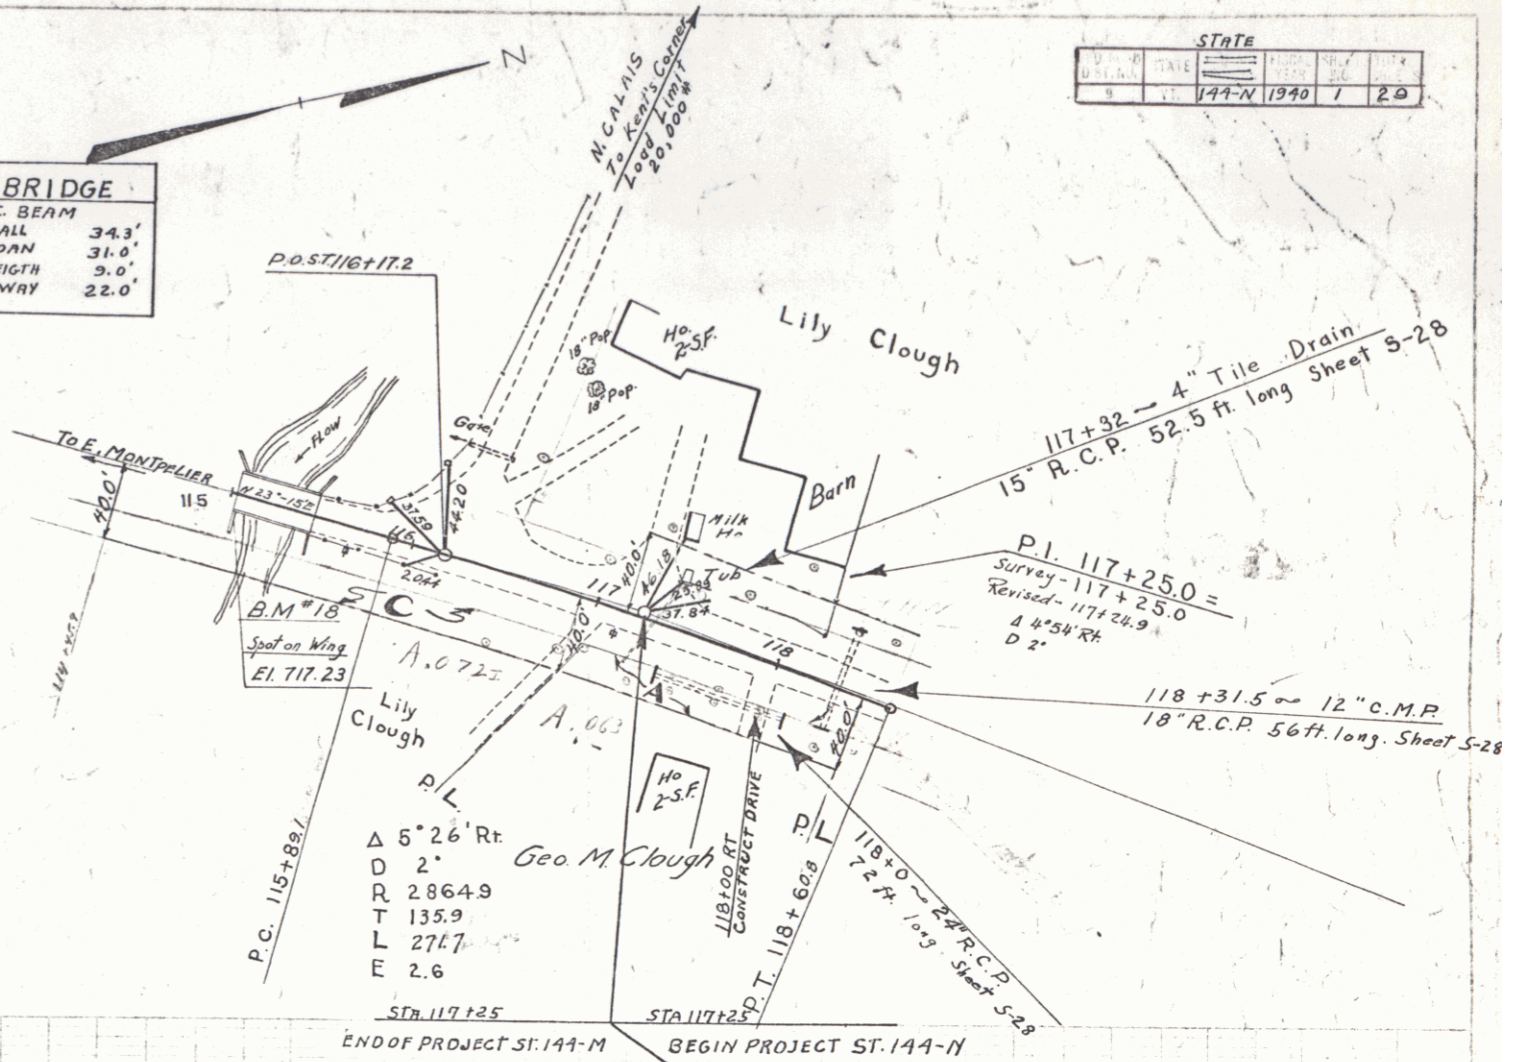 N
STATE
STATE
FISCAL YEAR
9 VT. 144-N 1940 1
BRIDGE
BEAM
34.3'
31.0'
9.0'
WAY 22.0'
N. CALAIS
To Kent's Corner
Load Limit
20,000 #
P.O.S.T. 116+17.2
Lily Clough
Ho.
2-S.F.
18" Pop.
18" Pop.
Gate
FLOW
To E. MONTPELIER
40.0'
115
N 23°-15'E
37.59
44.20
116
20.44
B.M #18
Spot on Wing
El. 717.23
A.072
A.063
117+32 ~ 4" Tile Drain
15" R.C.P. 52.5 ft. long Sheet S-28
Barn
Milk
Ho
Tub
40.0'
46.18
37.84
117
40.0'
118
P.I. 117+25.0 =
Survey - 117+25.0
Revised - 117+24.9
Δ 4°54' Rt.
D 2°
118+31.5 ~ 12" C.M.P.
18" R.C.P. 56 ft. long. Sheet S-28
Lily
Clough
A
40.0'
P.L.
Ho
2-S.F.
Geo. M. Clough
118+00 RT
CONSTRUCT DRIVE
P.L
118+0 ~ 24" R.C.P.
72 ft. long Sheet S-28
P.C. 115+89.1
P.T. 118+60.8
Δ 5°26' Rt.
D 2°
R 2864.9
T 135.9
L 271.7
E 2.6
STA. 117+25
STA 117+25
END OF PROJECT ST. 144-M
BEGIN PROJECT ST. 144-N